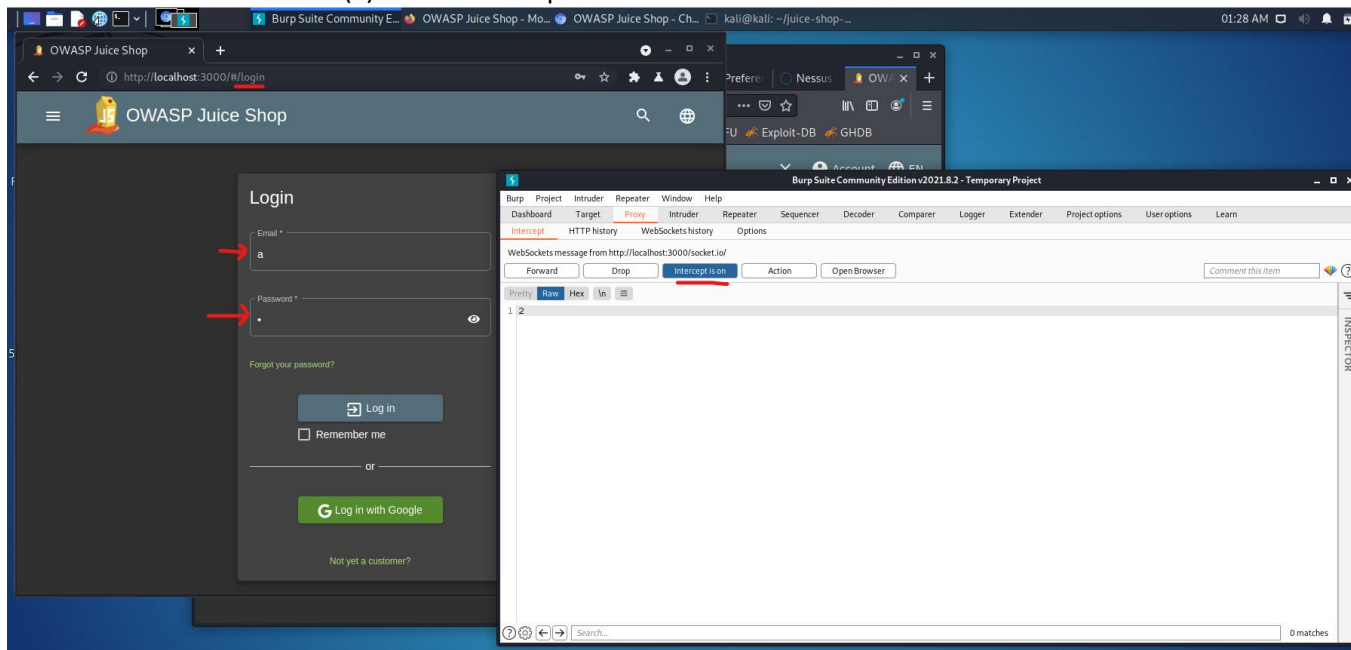 Burp Suite Community E... OWASP Juice Shop - Mo... OWASP Juice Shop - Ch... kali@kali: ~/juice-shop-... 01:28 AM
OWASP Juice Shop
http://localhost:3000/#/login
Prefere Nessus OWA
FU Exploit-DB GHDB
OWASP Juice Shop
Account EN
Login
Email *
a
Password *
Forgot your password?
Log in
Remember me
or
G Log in with Google
Not yet a customer?
Burp Suite Community Edition v2021.8.2 - Temporary Project
Burp Project Intruder Repeater Window Help
Dashboard Target Proxy Intruder Repeater Sequencer Decoder Comparer Logger Extender Project options User options Learn
Intercept HTTP history WebSockets history Options
WebSockets message from http://localhost:3000/socket.io/
Forward Drop Intercept is on Action Open Browser Comment this item
Pretty Raw Hex \n
1 2
INSPECTOR
Search... 0 matches